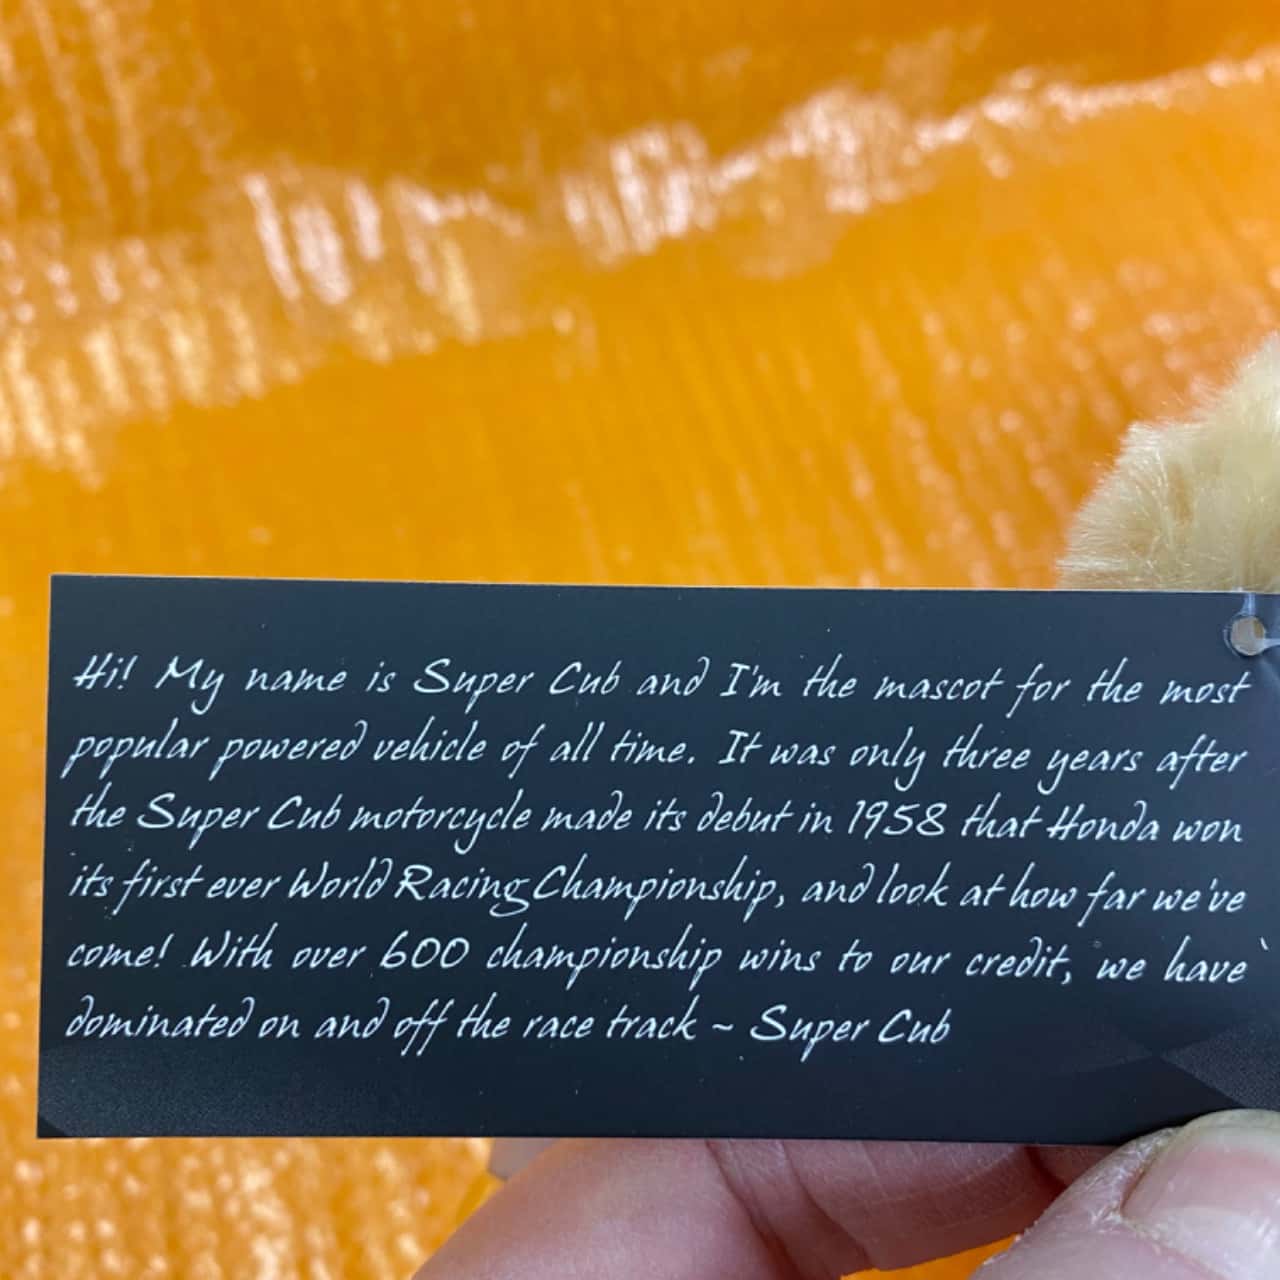 Hi! My name is Super Cub and I'm the mascot for the most
popular powered vehicle of all time. It was only three years after
the Super Cub motorcycle made its debut in 1958 that Honda won
its first ever World Racing Championship, and look at how far we've
come! With over 600 championship wins to our credit, we have
dominated on and off the race track ~ Super Cub